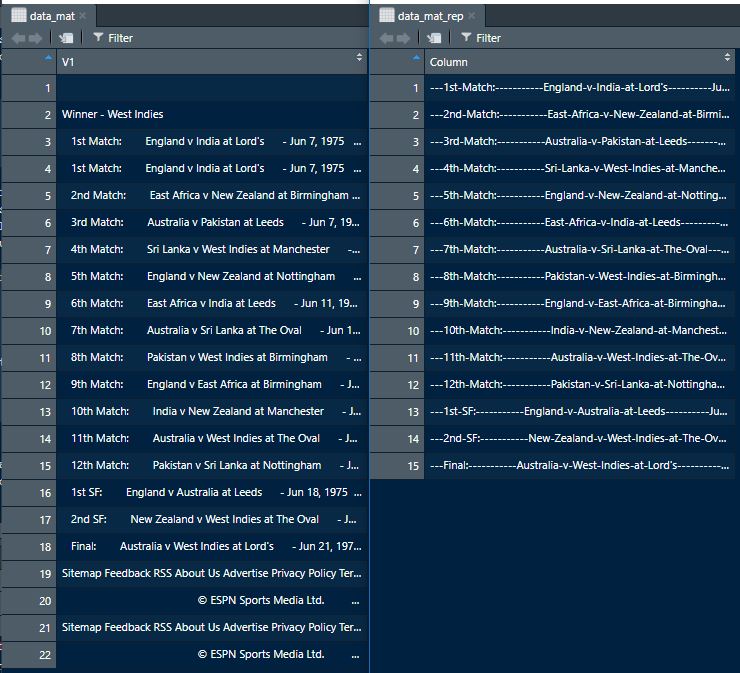 data_mat
Filter
V1
1
2 Winner - West Indies
3 1st Match: England v India at Lord's - Jun 7, 1975 ...
4 1st Match: England v India at Lord's - Jun 7, 1975 ...
5 2nd Match: East Africa v New Zealand at Birmingham ...
6 3rd Match: Australia v Pakistan at Leeds - Jun 7, 19...
7 4th Match: Sri Lanka v West Indies at Manchester -...
8 5th Match: England v New Zealand at Nottingham ...
9 6th Match: East Africa v India at Leeds - Jun 11, 19...
10 7th Match: Australia v Sri Lanka at The Oval - Jun 1...
11 8th Match: Pakistan v West Indies at Birmingham - ...
12 9th Match: England v East Africa at Birmingham - J...
13 10th Match: India v New Zealand at Manchester - J...
14 11th Match: Australia v West Indies at The Oval - J...
15 12th Match: Pakistan v Sri Lanka at Nottingham - J...
16 1st SF: England v Australia at Leeds - Jun 18, 1975 ...
17 2nd SF: New Zealand v West Indies at The Oval - J...
18 Final: Australia v West Indies at Lord's - Jun 21, 197...
19 Sitemap Feedback RSS About Us Advertise Privacy Policy Ter...
20 © ESPN Sports Media Ltd. ...
21 Sitemap Feedback RSS About Us Advertise Privacy Policy Ter...
22 © ESPN Sports Media Ltd. ...
data_mat_rep
Filter
Column
1 ---1st-Match:-----------England-v-India-at-Lord's----------Ju...
2 ---2nd-Match:-----------East-Africa-v-New-Zealand-at-Birmi...
3 ---3rd-Match:-----------Australia-v-Pakistan-at-Leeds-------...
4 ---4th-Match:-----------Sri-Lanka-v-West-Indies-at-Manche...
5 ---5th-Match:-----------England-v-New-Zealand-at-Notting...
6 ---6th-Match:-----------East-Africa-v-India-at-Leeds---------...
7 ---7th-Match:-----------Australia-v-Sri-Lanka-at-The-Oval----...
8 ---8th-Match:-----------Pakistan-v-West-Indies-at-Birmingh...
9 ---9th-Match:-----------England-v-East-Africa-at-Birmingha...
10 ---10th-Match:-----------India-v-New-Zealand-at-Manchest...
11 ---11th-Match:-----------Australia-v-West-Indies-at-The-Ov...
12 ---12th-Match:-----------Pakistan-v-Sri-Lanka-at-Nottingha...
13 ---1st-SF:-----------England-v-Australia-at-Leeds----------Ju...
14 ---2nd-SF:-----------New-Zealand-v-West-Indies-at-The-Ov...
15 ---Final:-----------Australia-v-West-Indies-at-Lord's----------...